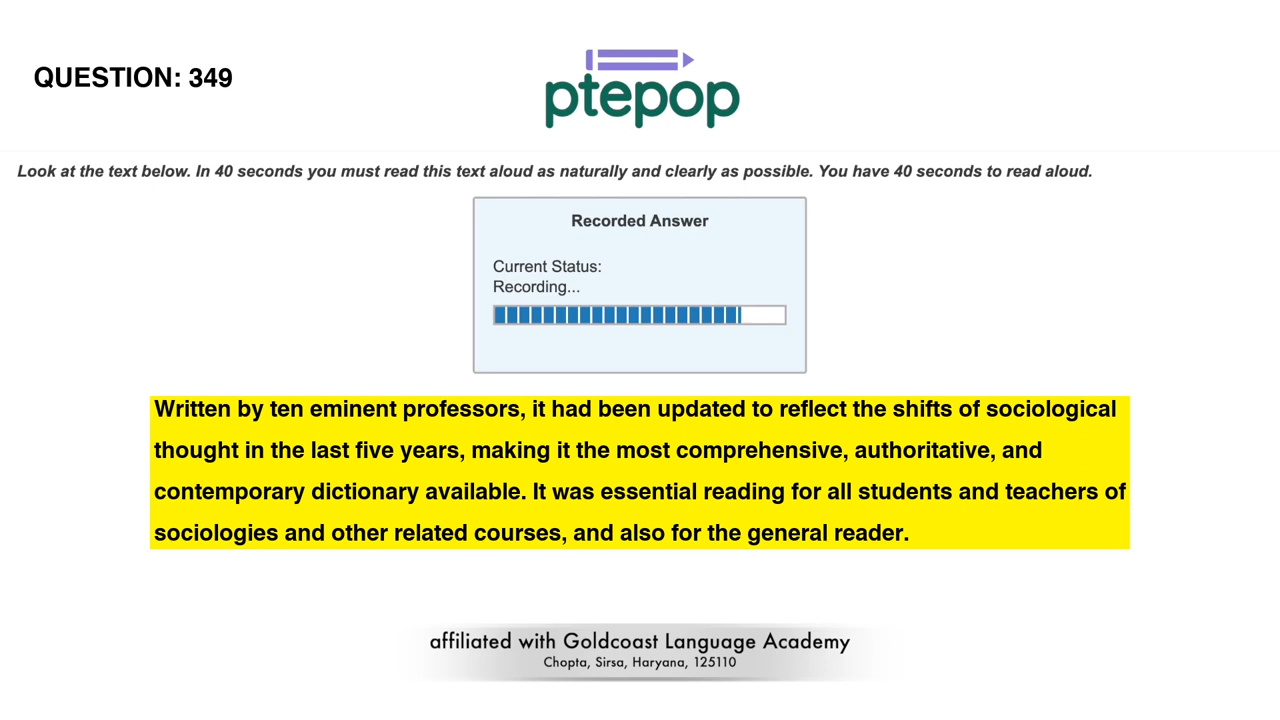 QUESTION: 349
ptepop
Look at the text below. In 40 seconds you must read this text aloud as naturally and clearly as possible. You have 40 seconds to read aloud.
Recorded Answer
Current Status:
Recording...
Written by ten eminent professors, it had been updated to reflect the shifts of sociological
thought in the last five years, making it the most comprehensive, authoritative, and
contemporary dictionary available. It was essential reading for all students and teachers of
sociologies and other related courses, and also for the general reader.
affiliated with Goldcoast Language Academy
Chopta, Sirsa, Haryana, 125110